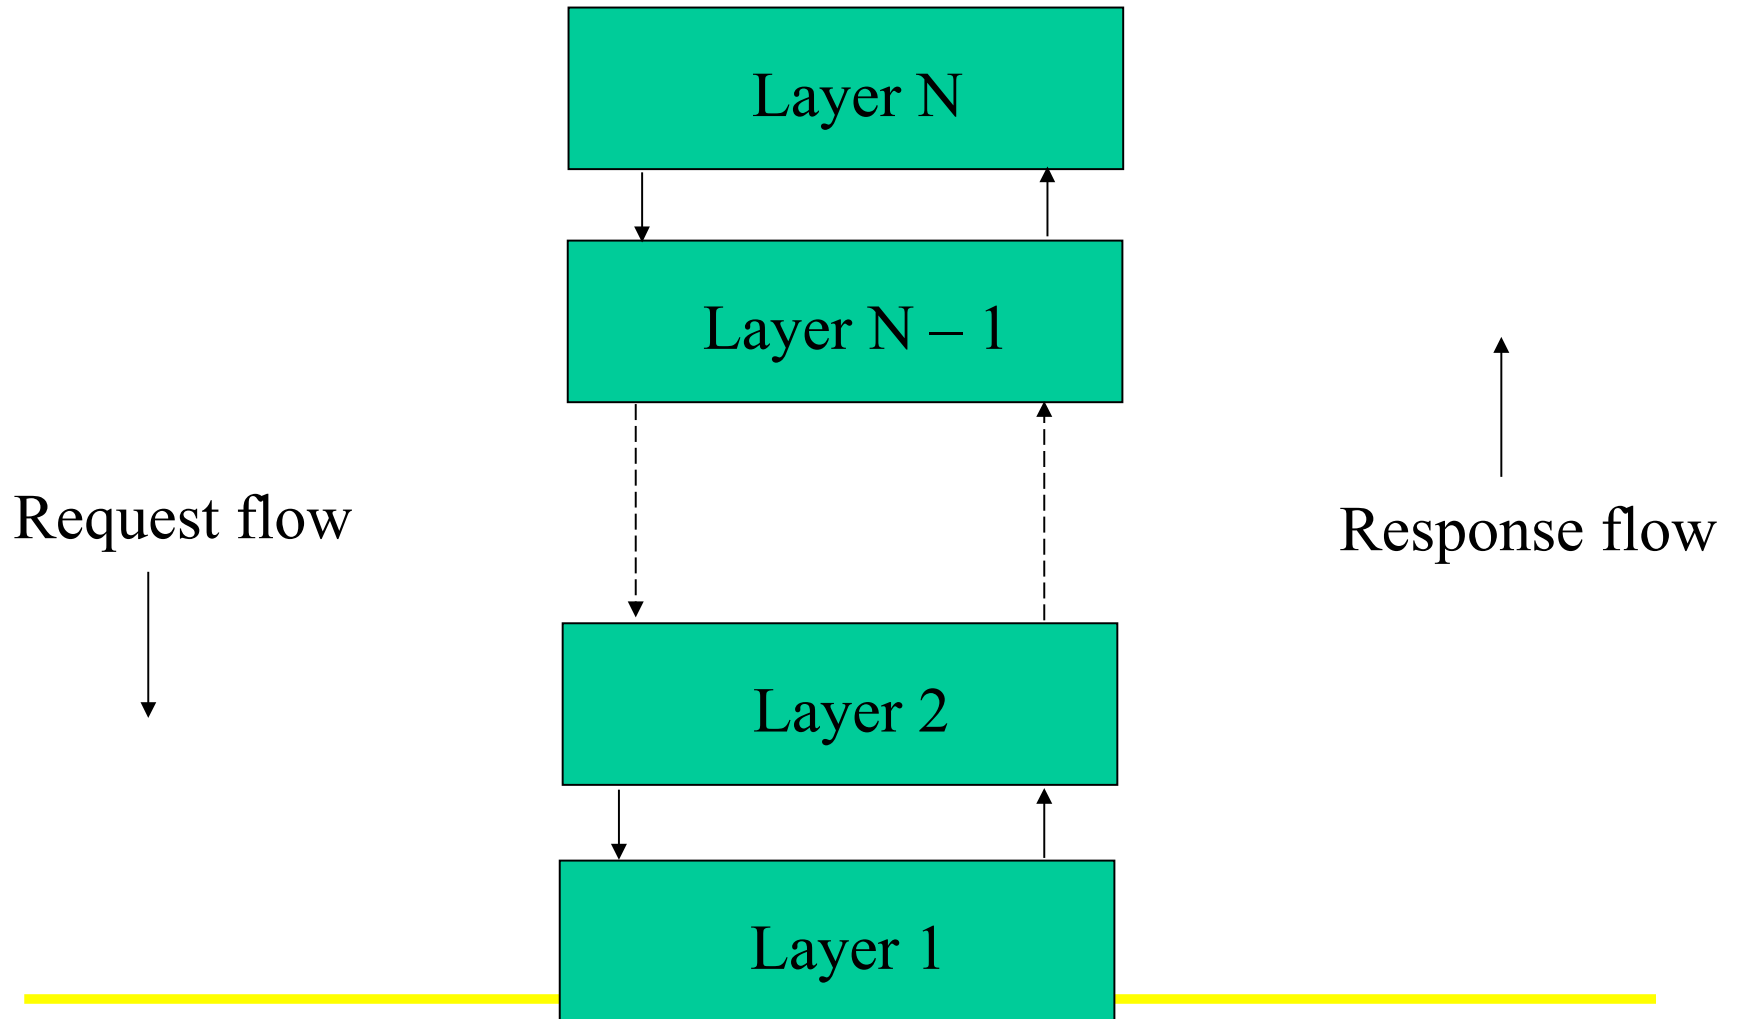 Layer N
Layer N – 1
Request flow
Response flow
Layer 2
Layer 1